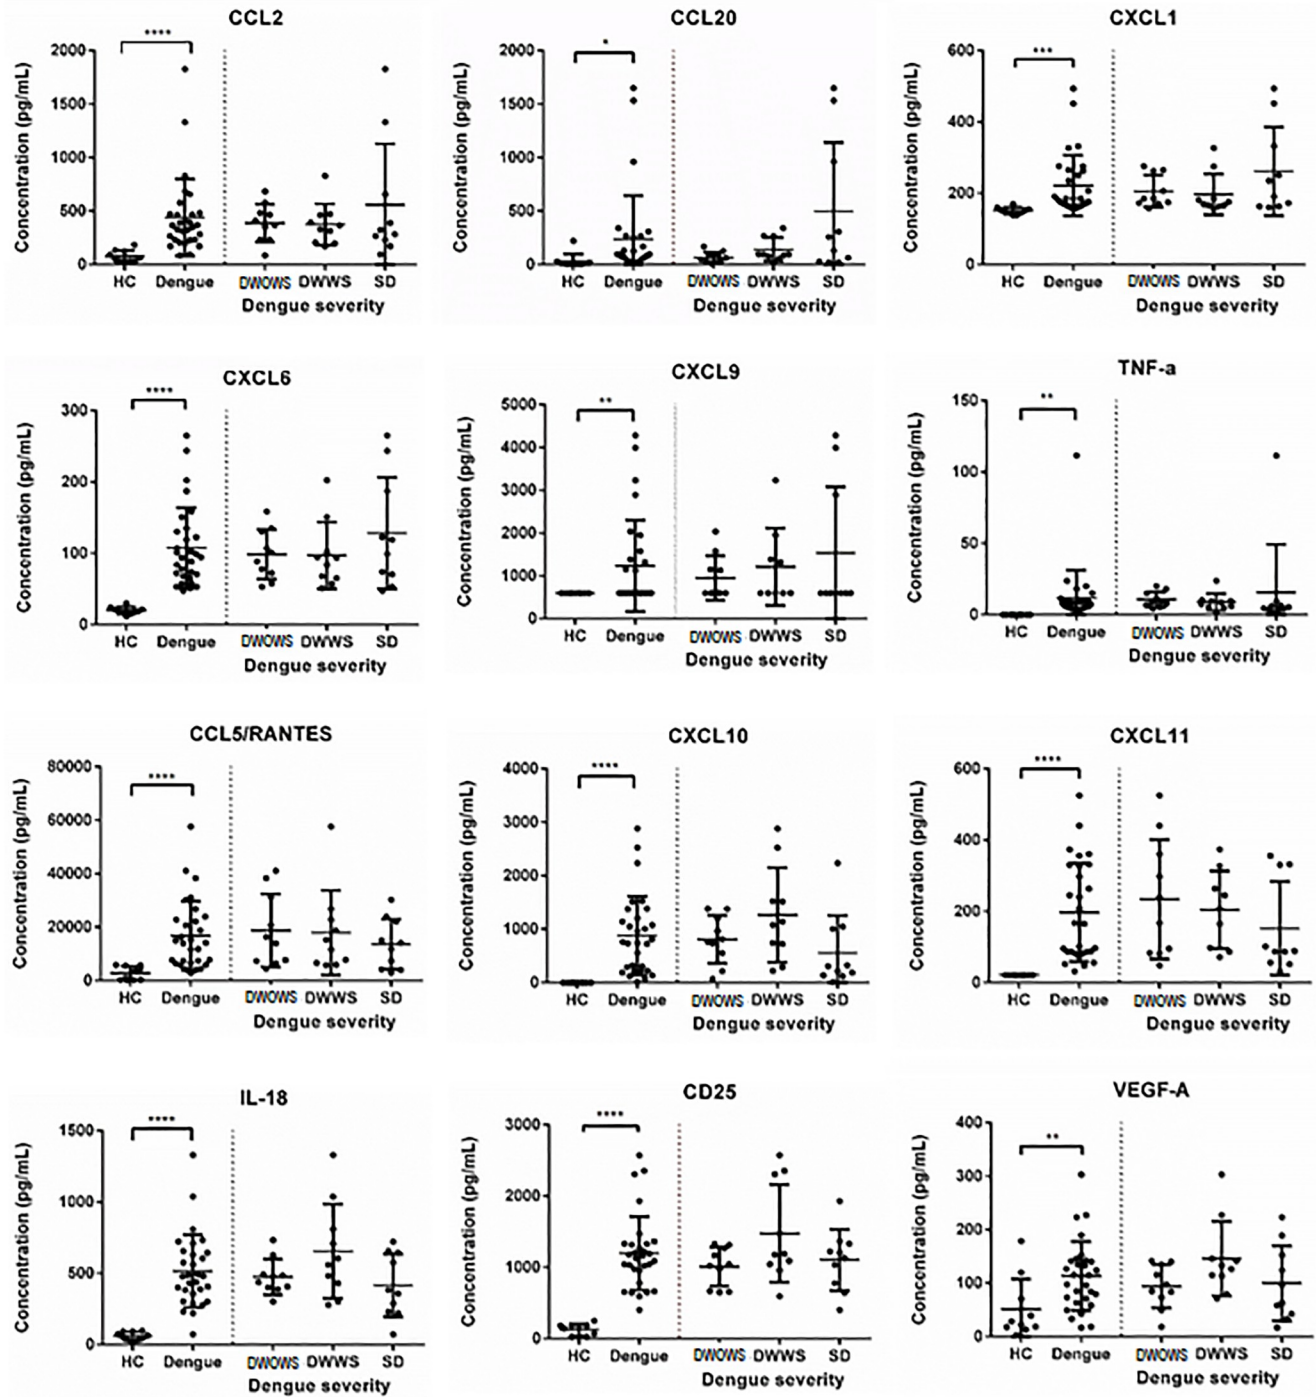 CCL2
****
Concentration (pg/mL)
2000
1500
1000
500
0
HC Dengue DWOWS DWWS SD
Dengue severity
CCL20
*
Concentration (pg/mL)
2000
1500
1000
500
0
HC Dengue DWOWS DWWS SD
Dengue severity
CXCL1
***
Concentration (pg/mL)
600
400
200
0
HC Dengue DWOWS DWWS SD
Dengue severity
CXCL6
****
Concentration (pg/mL)
300
200
100
0
HC Dengue DWOWS DWWS SD
Dengue severity
CXCL9
**
Concentration (pg/mL)
5000
4000
3000
2000
1000
0
HC Dengue DWOWS DWWS SD
Dengue severity
TNF-a
**
Concentration (pg/mL)
150
100
50
0
HC Dengue DWOWS DWWS SD
Dengue severity
CCL5/RANTES
****
Concentration (pg/mL)
80000
60000
40000
20000
0
HC Dengue DWOWS DWWS SD
Dengue severity
CXCL10
****
Concentration (pg/mL)
4000
3000
2000
1000
0
HC Dengue DWOWS DWWS SD
Dengue severity
CXCL11
****
Concentration (pg/mL)
600
400
200
0
HC Dengue DWOWS DWWS SD
Dengue severity
IL-18
****
Concentration (pg/mL)
1500
1000
500
0
HC Dengue DWOWS DWWS SD
Dengue severity
CD25
****
Concentration (pg/mL)
3000
2000
1000
0
HC Dengue DWOWS DWWS SD
Dengue severity
VEGF-A
**
Concentration (pg/mL)
400
300
200
100
0
HC Dengue DWOWS DWWS SD
Dengue severity